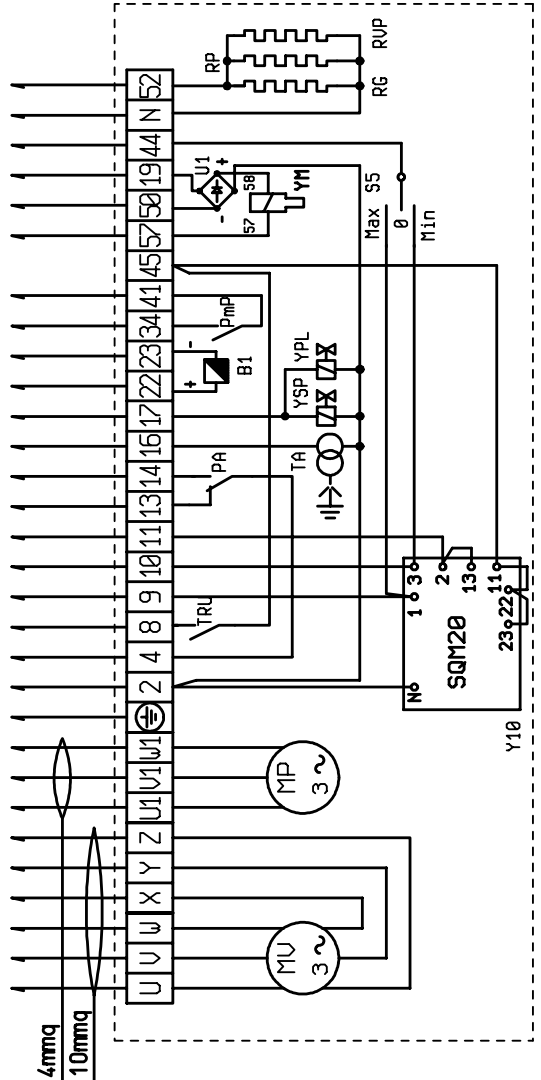 4mmq
10mmq
U V W X Y Z U1 V1 W1 2 4 8 9 10 11 13 14 16 17 22 23 34 41 45 57 50 19 44 N 52
TRU
PA
+ -
B1
PmP
- +
U1
57 58
YM
RP
RG
RVP
MV
3 ~
MP
3 ~
TA
YSP
YPL
Max
0
Min
S5
N 1 3
2
13
11
23 22
SQM20
Y10